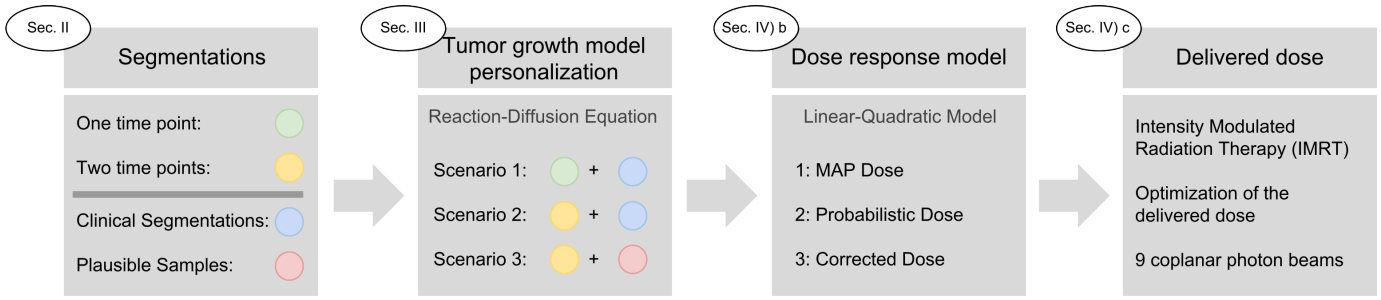 Sec. II
Segmentations
One time point:
Two time points:
Clinical Segmentations:
Plausible Samples:
Sec. III
Tumor growth model
personalization
Reaction-Diffusion Equation
Scenario 1: +
Scenario 2: +
Scenario 3: +
Sec. IV) b
Dose response model
Linear-Quadratic Model
1: MAP Dose
2: Probabilistic Dose
3: Corrected Dose
Sec. IV) c
Delivered dose
Intensity Modulated
Radiation Therapy (IMRT)
Optimization of the
delivered dose
9 coplanar photon beams